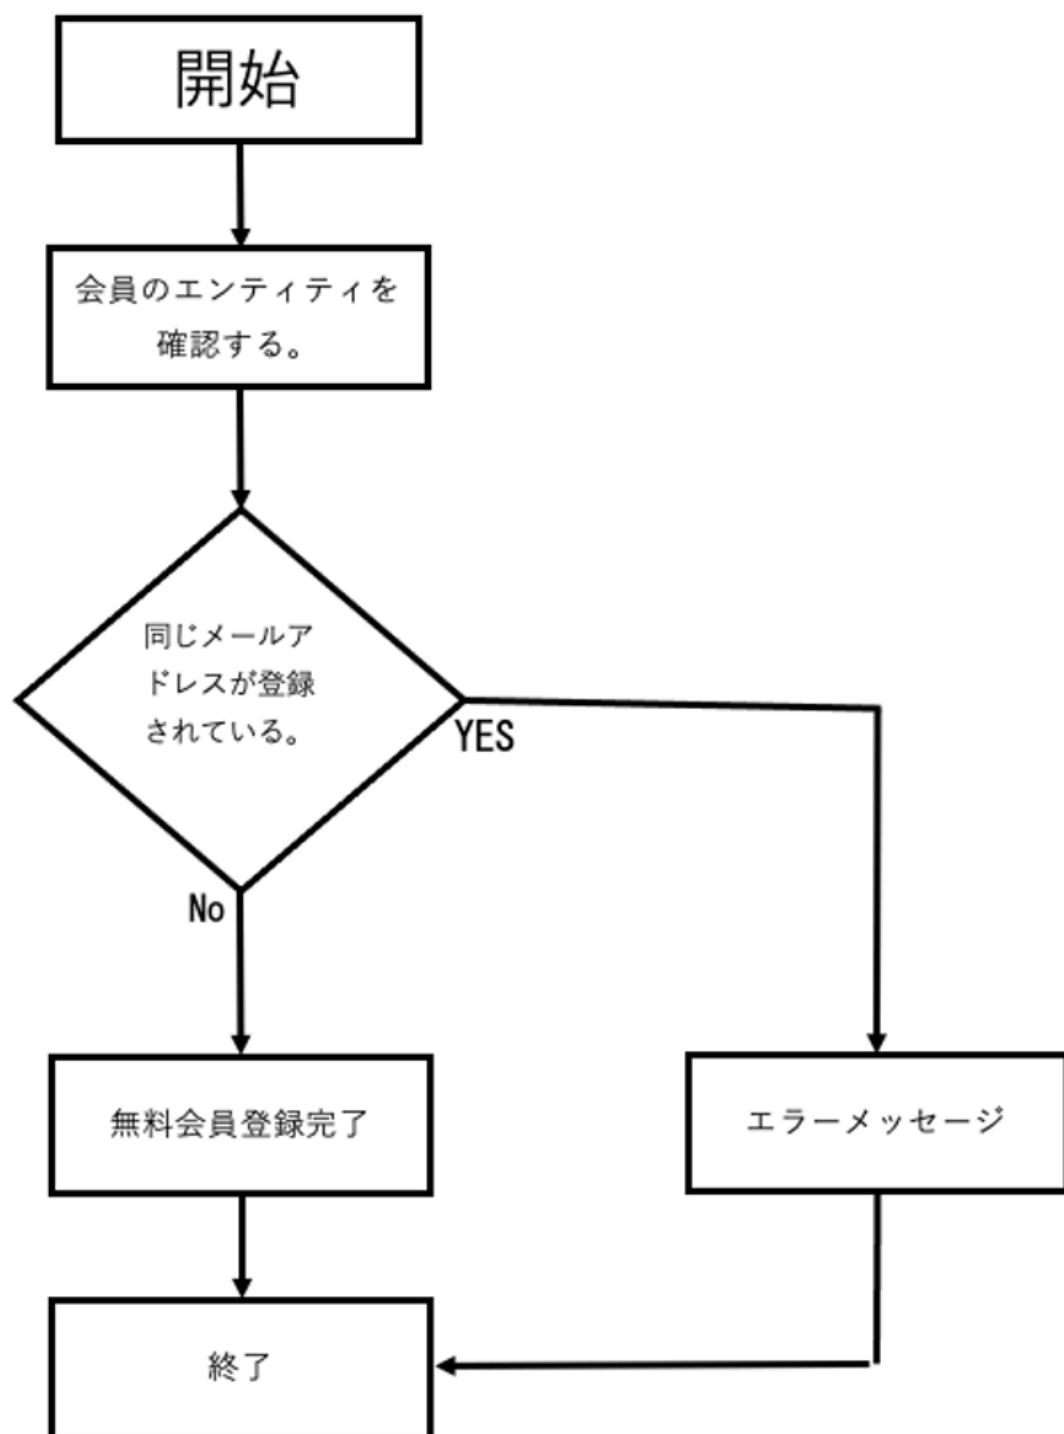 開始
会員のエンティティを
確認する。
同じメールア
ドレスが登録
されている。
YES
No
無料会員登録完了
エラーメッセージ
終了